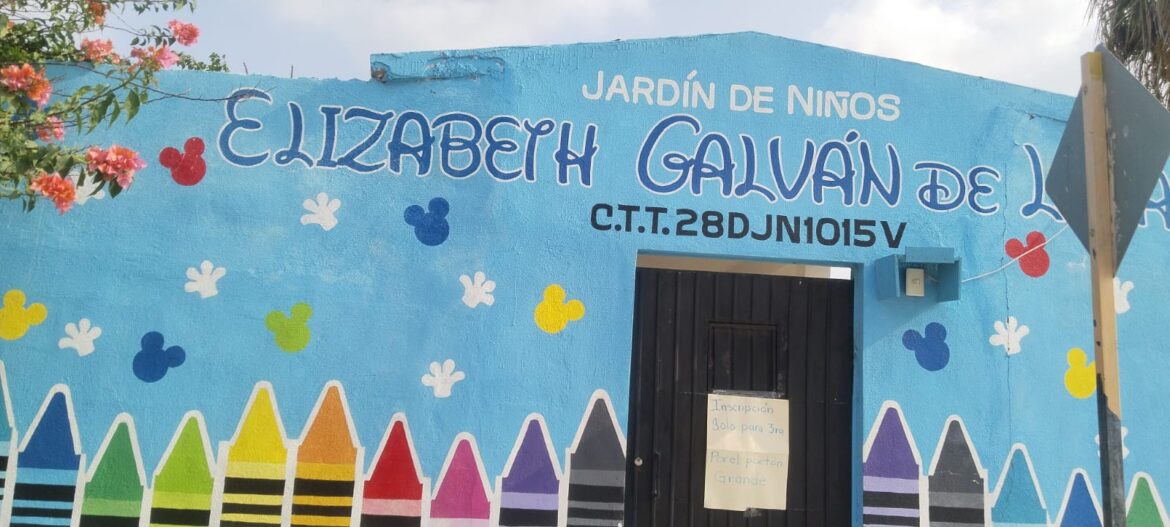 JARDÍN DE NIÑOS
ELIZABETH GALVÁN DE
C.T.T. 28DJN1015V
Inscripción
Solo para 3ro
Por el portón
Grande